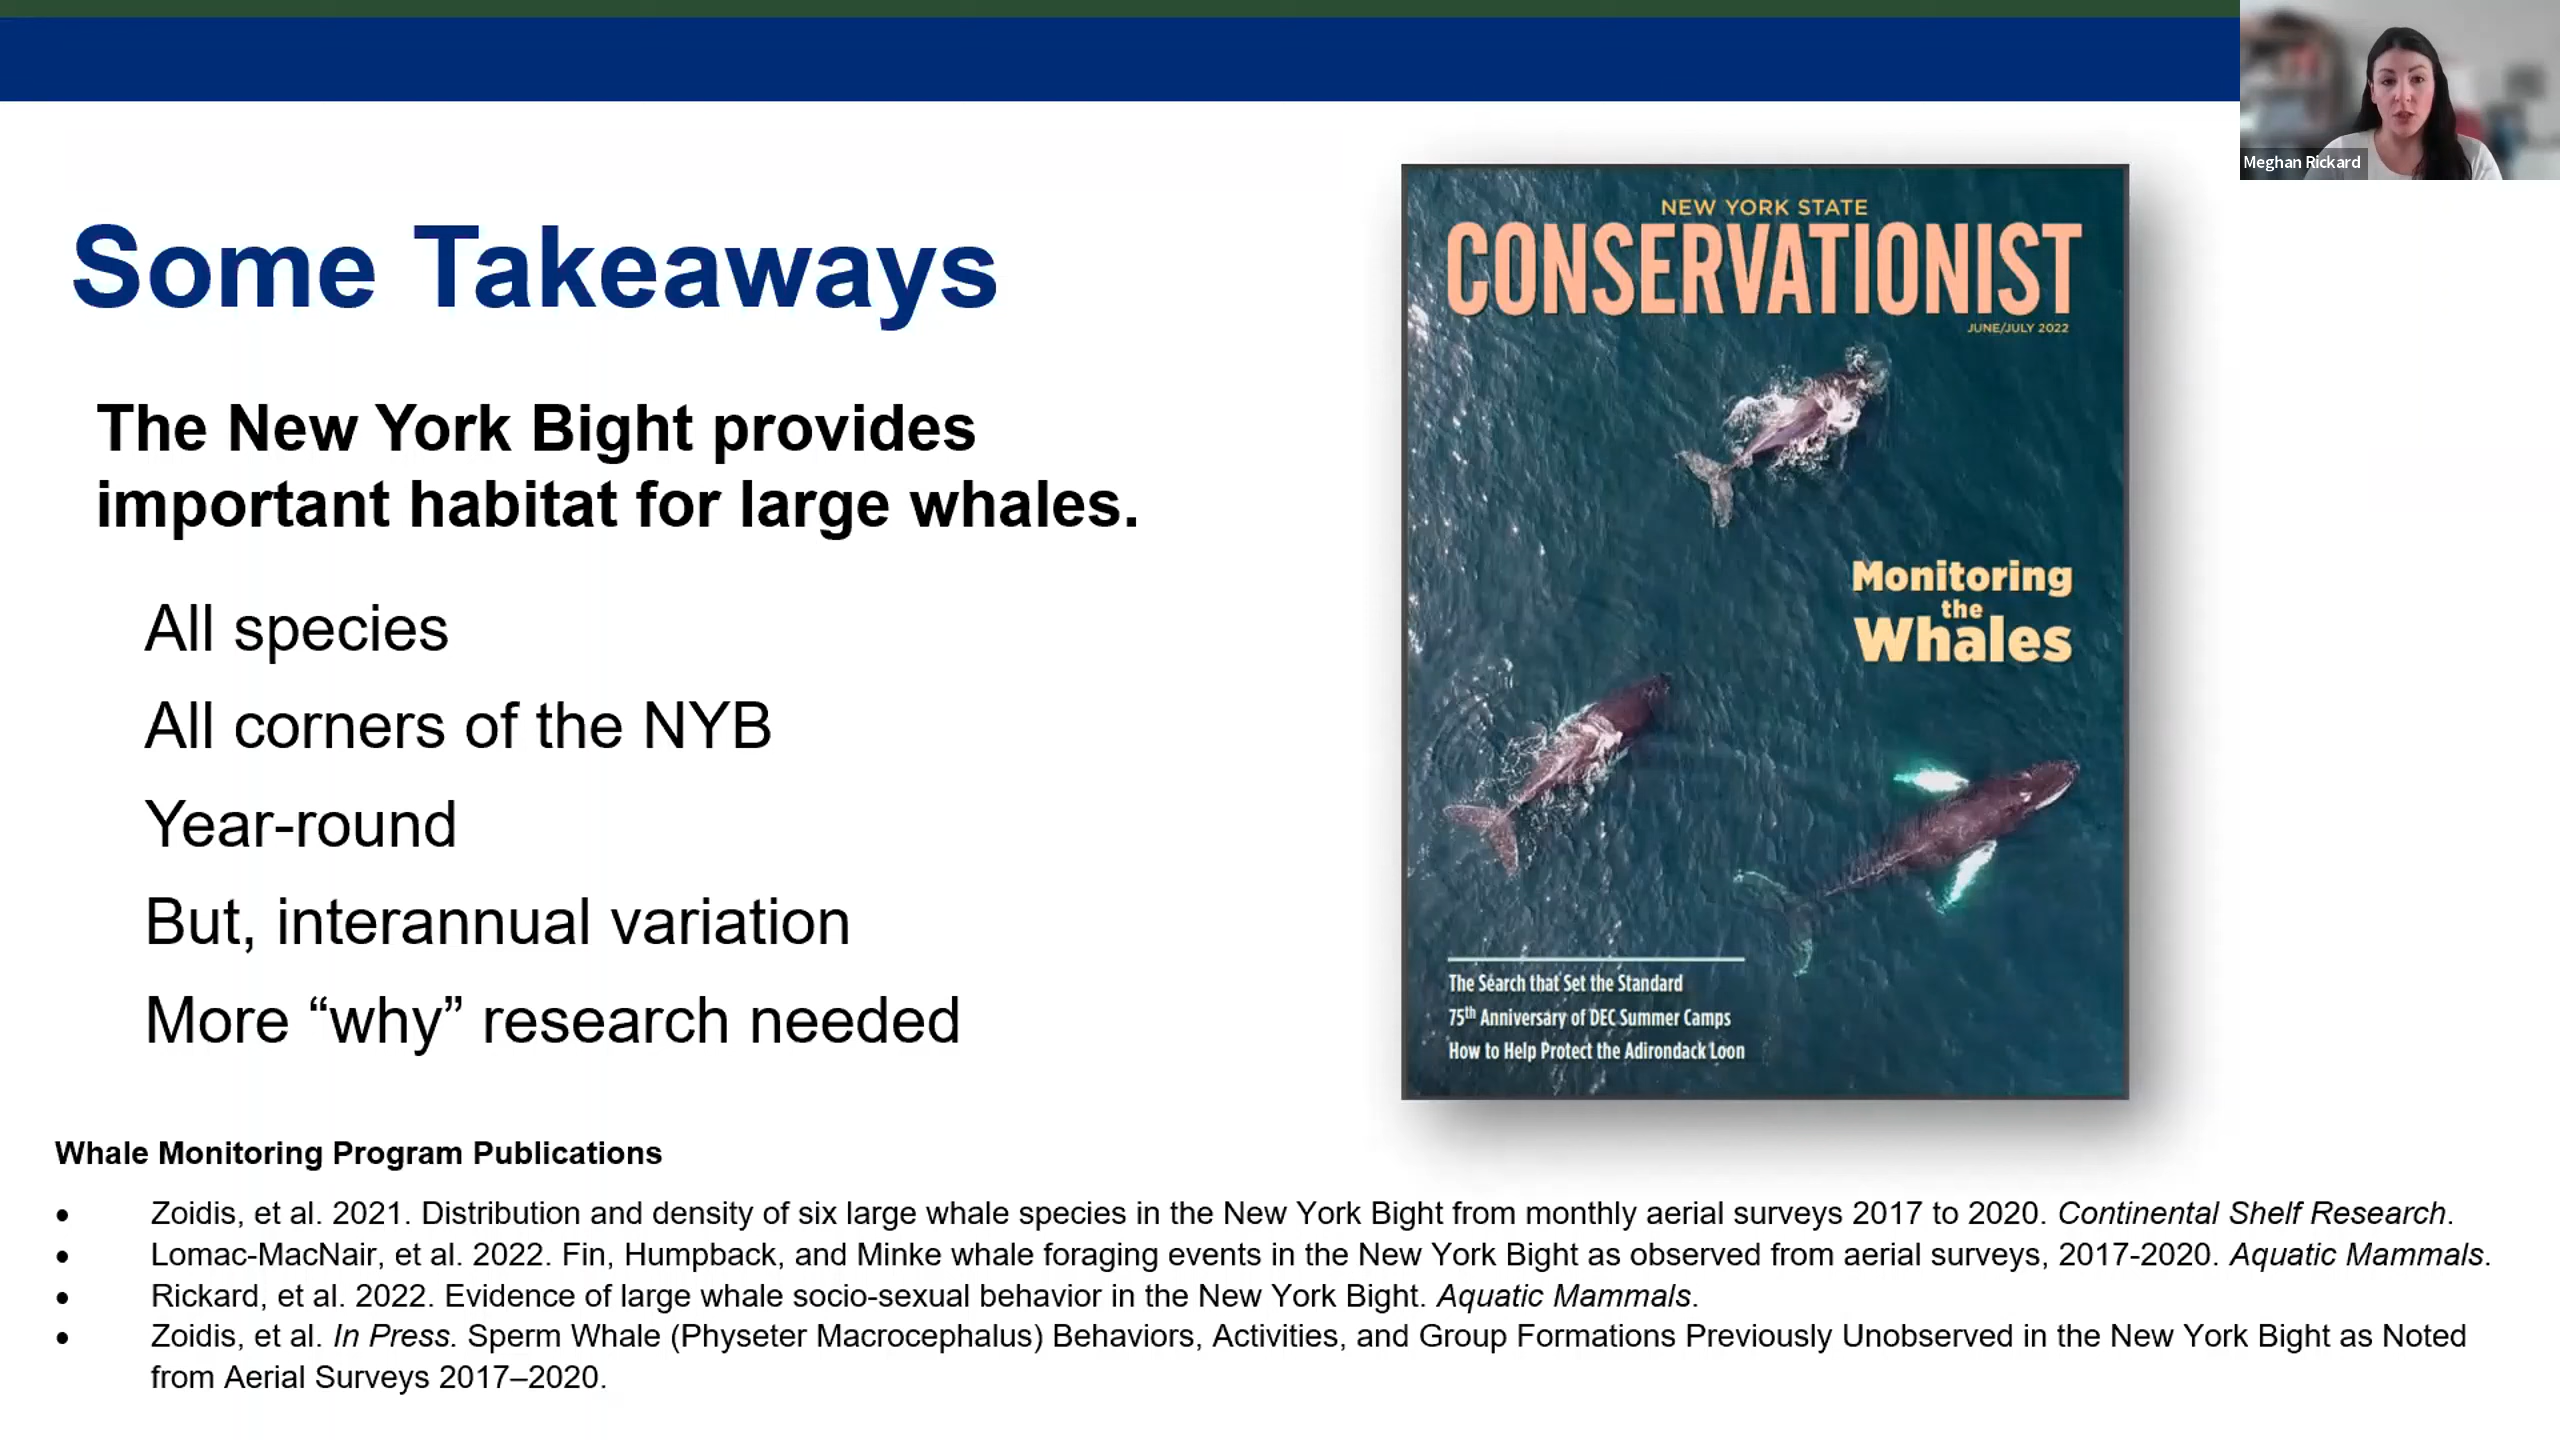 Meghan Rickard
Some Takeaways
The New York Bight provides
important habitat for large whales.
All species
All corners of the NYB
Year-round
But, interannual variation
More “why” research needed
NEW YORK STATE
CONSERVATIONIST
JUNE/JULY 2022
Monitoring
the
Whales
The Search that Set the Standard
75th Anniversary of DEC Summer Camps
How to Help Protect the Adirondack Loon
Whale Monitoring Program Publications
• Zoidis, et al. 2021. Distribution and density of six large whale species in the New York Bight from monthly aerial surveys 2017 to 2020. Continental Shelf Research.
• Lomac-MacNair, et al. 2022. Fin, Humpback, and Minke whale foraging events in the New York Bight as observed from aerial surveys, 2017-2020. Aquatic Mammals.
• Rickard, et al. 2022. Evidence of large whale socio-sexual behavior in the New York Bight. Aquatic Mammals.
• Zoidis, et al. In Press. Sperm Whale (Physeter Macrocephalus) Behaviors, Activities, and Group Formations Previously Unobserved in the New York Bight as Noted
from Aerial Surveys 2017–2020.